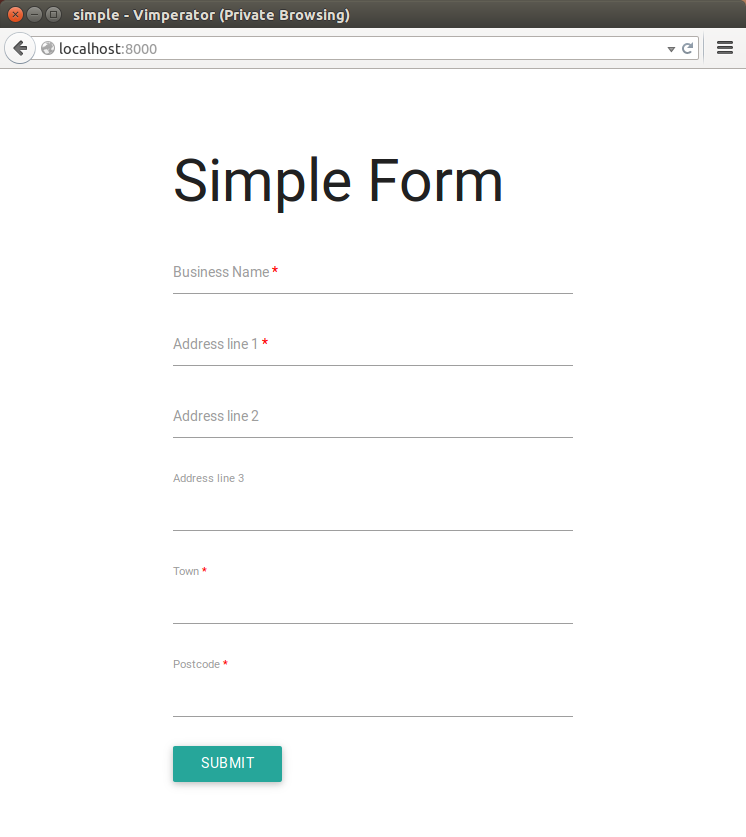 simple - Vimperator (Private Browsing)
localhost:8000
Simple Form
Business Name *
Address line 1 *
Address line 2
Address line 3
Town *
Postcode *
SUBMIT